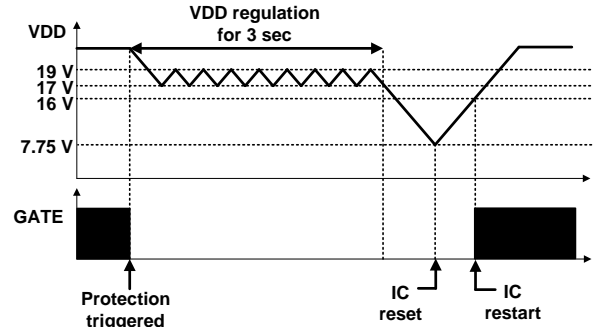 VDD regulation
for 3 sec
VDD
19 V
17 V
16 V
7.75 V
GATE
Protection
triggered
IC
reset
IC
restart